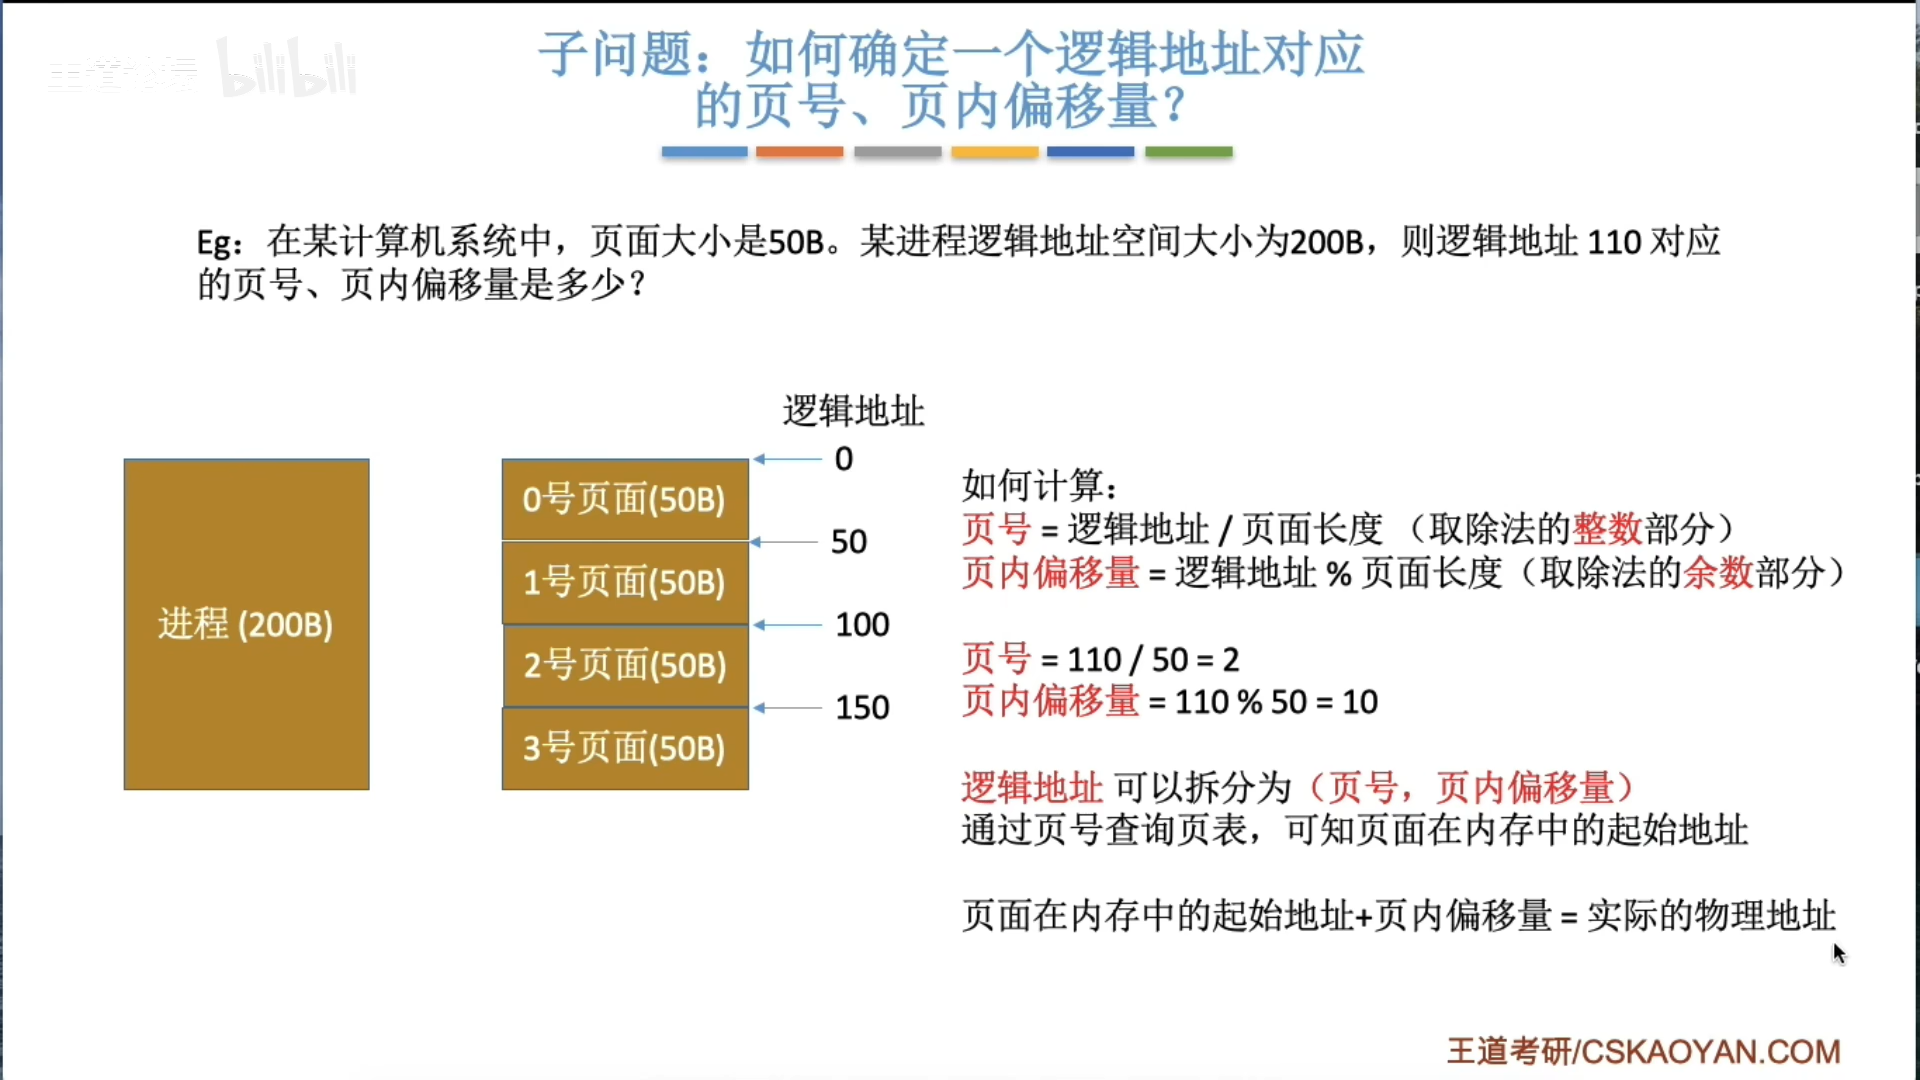 王道论坛 bilibili
子问题：如何确定一个逻辑地址对应
的页号、页内偏移量？
Eg：在某计算机系统中，页面大小是50B。某进程逻辑地址空间大小为200B，则逻辑地址 110 对应
的页号、页内偏移量是多少？
逻辑地址
0
进程 (200B)
0号页面(50B)
50
1号页面(50B)
100
2号页面(50B)
150
3号页面(50B)
如何计算：
页号 = 逻辑地址 / 页面长度 （取除法的整数部分）
页内偏移量 = 逻辑地址 % 页面长度（取除法的余数部分）
页号 = 110 / 50 = 2
页内偏移量 = 110 % 50 = 10
逻辑地址 可以拆分为（页号，页内偏移量）
通过页号查询页表，可知页面在内存中的起始地址
页面在内存中的起始地址+页内偏移量 = 实际的物理地址
王道考研/CSKAOYAN.COM